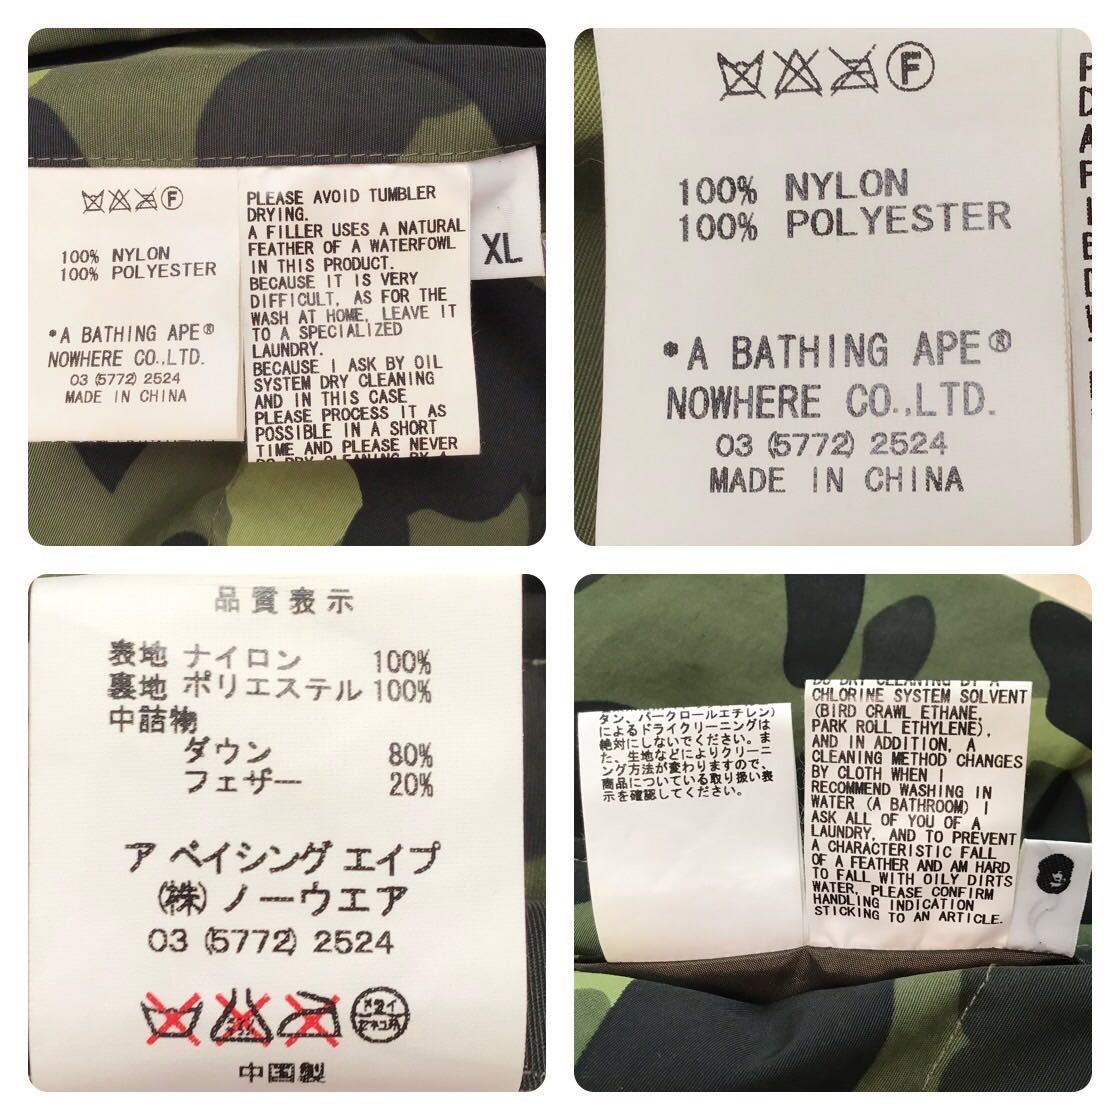 F
100% NYLON
100% POLYESTER
*A BATHING APE®
NOWHERE CO.,LTD.
03 (5772) 2524
MADE IN CHINA
PLEASE AVOID TUMBLER
DRYING.
A FILLER USES A NATURAL
FEATHER OF A WATERFOWL
IN THIS PRODUCT.
BECAUSE IT IS VERY
DIFFICULT, AS FOR THE
WASH AT HOME, LEAVE IT
TO A SPECIALIZED
LAUNDRY.
BECAUSE I ASK BY OIL
SYSTEM DRY CLEANING
AND IN THIS CASE
PLEASE PROCESS IT AS
POSSIBLE IN A SHORT
TIME AND PLEASE NEVER
DO DRY CLEANING BY A
XL
F
100% NYLON
100% POLYESTER
*A BATHING APE®
NOWHERE CO.,LTD.
03 (5772) 2524
MADE IN CHINA
品質表示
表地 ナイロン 100%
裏地 ポリエステル 100%
中詰物
ダウン 80%
フェザー 20%
ア ベイシング エイプ
(株) ノーウエア
03 (5772) 2524
中国製
タン、パークロールエチレン)
によるドライクリーニングは
絶対にしないでください。ま
た、生地などによりクリーニ
ング方法が変わりますので、
商品についている取り扱い表
示を確認してください。
DO DRY CLEANING BY A
CHLORINE SYSTEM SOLVENT
(BIRD CRAWL ETHANE,
PARK ROLL ETHYLENE),
AND IN ADDITION, A
CLEANING METHOD CHANGES
BY CLOTH WHEN I
RECOMMEND WASHING IN
WATER (A BATHROOM) I
ASK ALL OF YOU OF A
LAUNDRY, AND TO PREVENT
A CHARACTERISTIC FALL
OF A FEATHER AND AM HARD
TO FALL WITH OILY DIRTS
WATER, PLEASE CONFIRM
HANDLING INDICATION
STICKING TO AN ARTICLE.